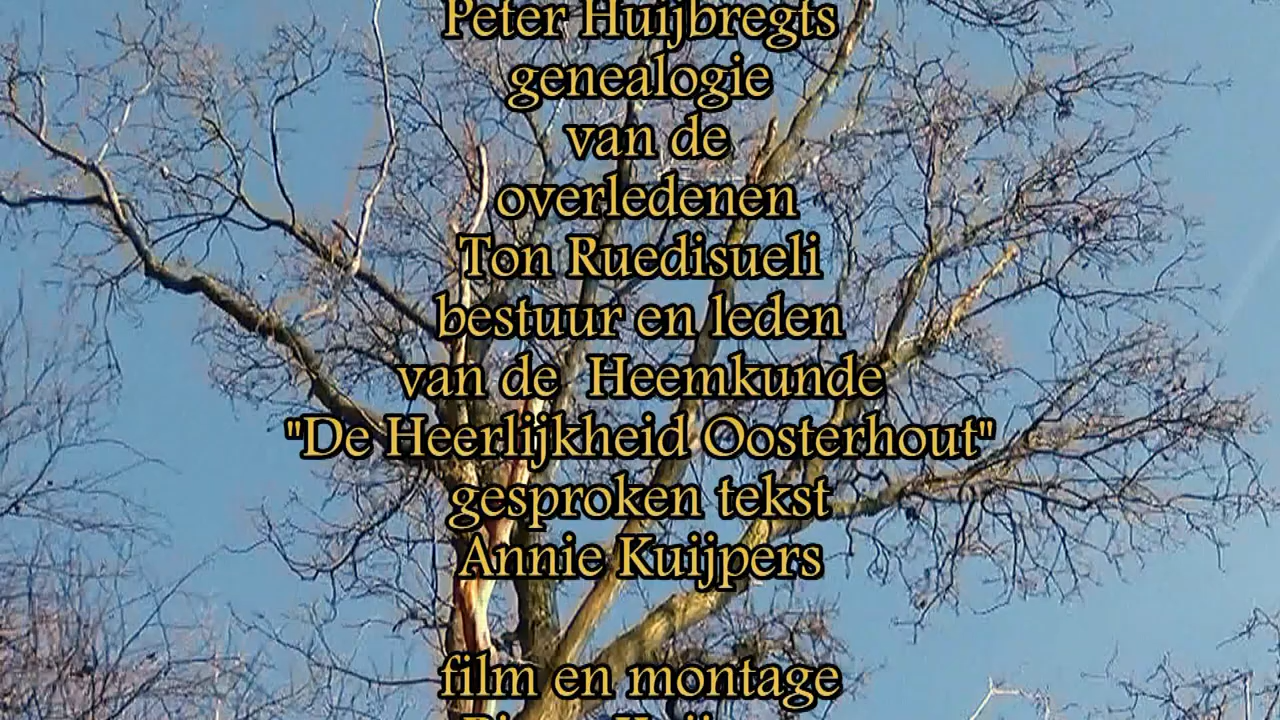 Peter Huijbregts
genealogie
van de
overledenen
Ton Ruedisueli
bestuur en leden
van de  Heemkunde
"De Heerlijkheid Oosterhout"
gesproken tekst
Annie Kuijpers
film en montage